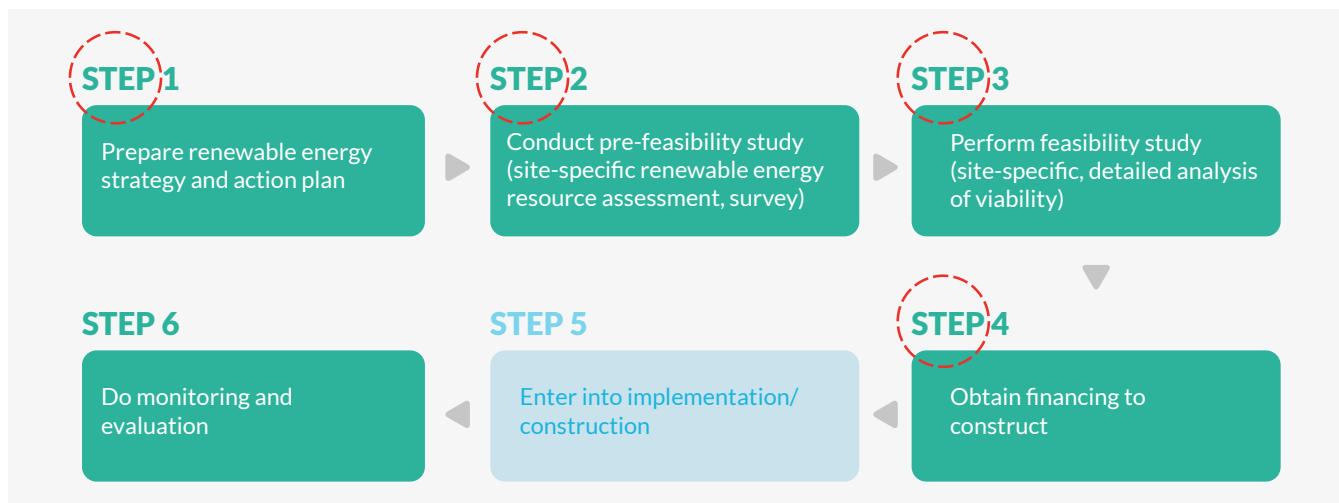 STEP 1
Prepare renewable energy
strategy and action plan
STEP 2
Conduct pre-feasibility study
(site-specific renewable energy
resource assessment, survey)
STEP 3
Perform feasibility study
(site-specific, detailed analysis
of viability)
STEP 4
Obtain financing to
construct
STEP 5
Enter into implementation/
construction
STEP 6
Do monitoring and
evaluation